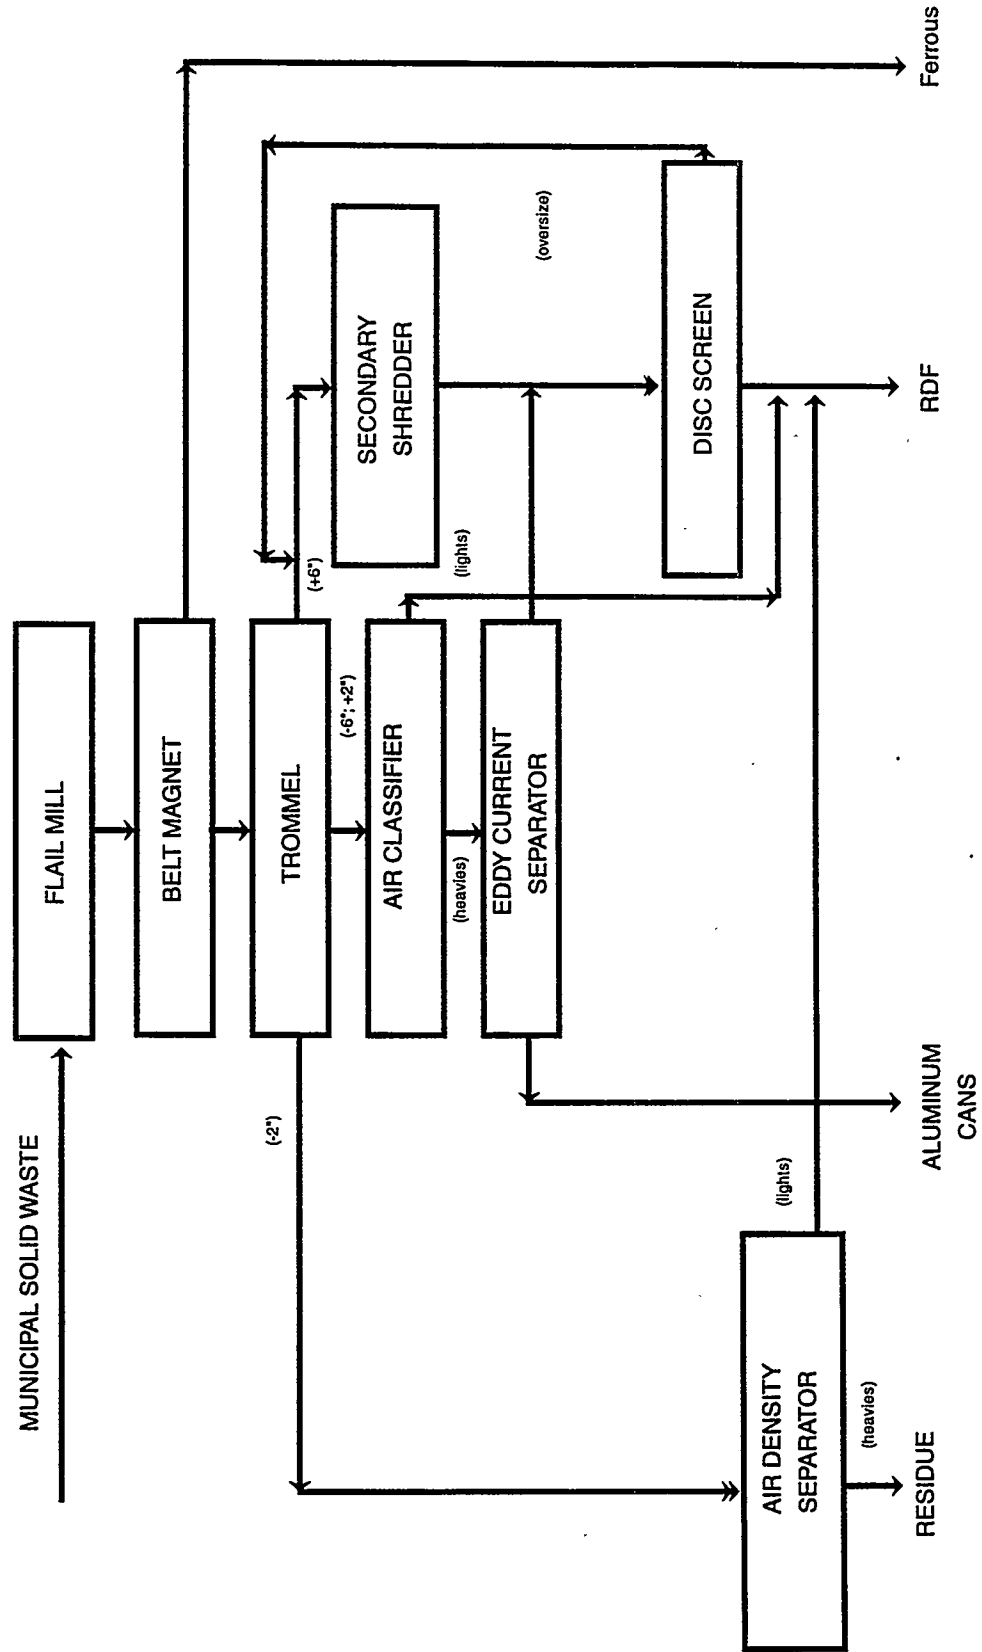 MUNICIPAL SOLID WASTE
FLAIL MILL
BELT MAGNET
TROMMEL
(-2")
(+6")
(-6"; +2")
AIR CLASSIFIER
(lights)
(heavies)
EDDY CURRENT
SEPARATOR
SECONDARY
SHREDDER
(oversize)
DISC SCREEN
AIR DENSITY
SEPARATOR
(lights)
(heavies)
RESIDUE
ALUMINUM
CANS
RDF
Ferrous